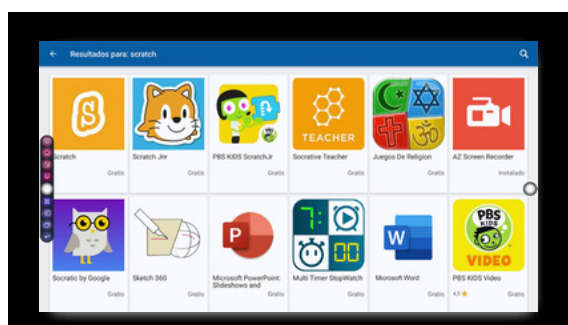 Resultados para: scratch
S
TEACHER
Scratch
Scratch Jnr
PBS KIDS ScratchJr
Socrative Teacher
Juegos De Religion
AZ Screen Recorder
Gratis
Gratis
Gratis
Gratis
Gratis
Instalado
P
W
PBS
KIDS
VIDEO
Socratic by Google
Sketch 360
Microsoft PowerPoint:
Slideshows and
Multi Timer StopWatch
Microsoft Word
PBS KIDS Video
Gratis
Gratis
Gratis
Gratis
Gratis
4,5 ★
Gratis